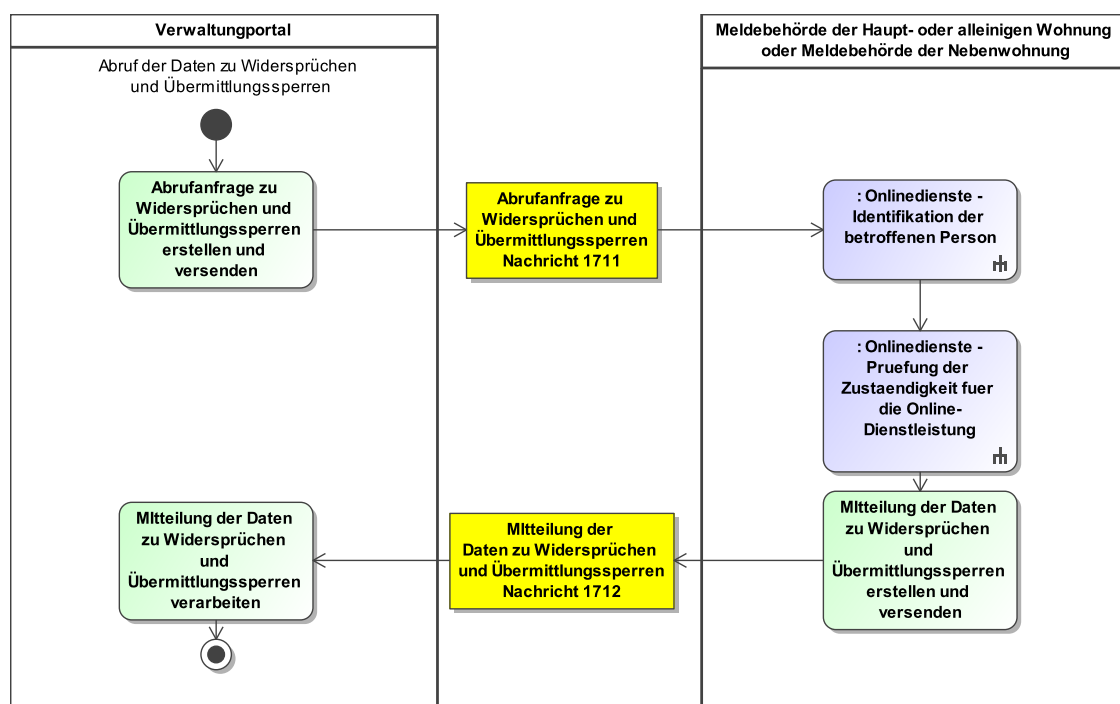 Verwaltungportal
Meldebehörde der Haupt- oder alleinigen Wohnung
oder Meldebehörde der Nebenwohnung
Abruf der Daten zu Widersprüchen
und Übermittlungssperren
Abrufanfrage zu
Widersprüchen und
Übermittlungssperren
erstellen und
versenden
Abrufanfrage zu
Widersprüchen und
Übermittlungssperren
Nachricht 1711
: Onlinedienste -
Identifikation der
betroffenen Person
: Onlinedienste -
Pruefung der
Zustaendigkeit fuer
die Online-
Dienstleistung
MItteilung der Daten
zu Widersprüchen
und
Übermittlungssperren
erstellen und
versenden
MItteilung der
Daten zu Widersprüchen
und Übermittlungssperren
Nachricht 1712
MItteilung der Daten
zu Widersprüchen
und
Übermittlungssperren
verarbeiten